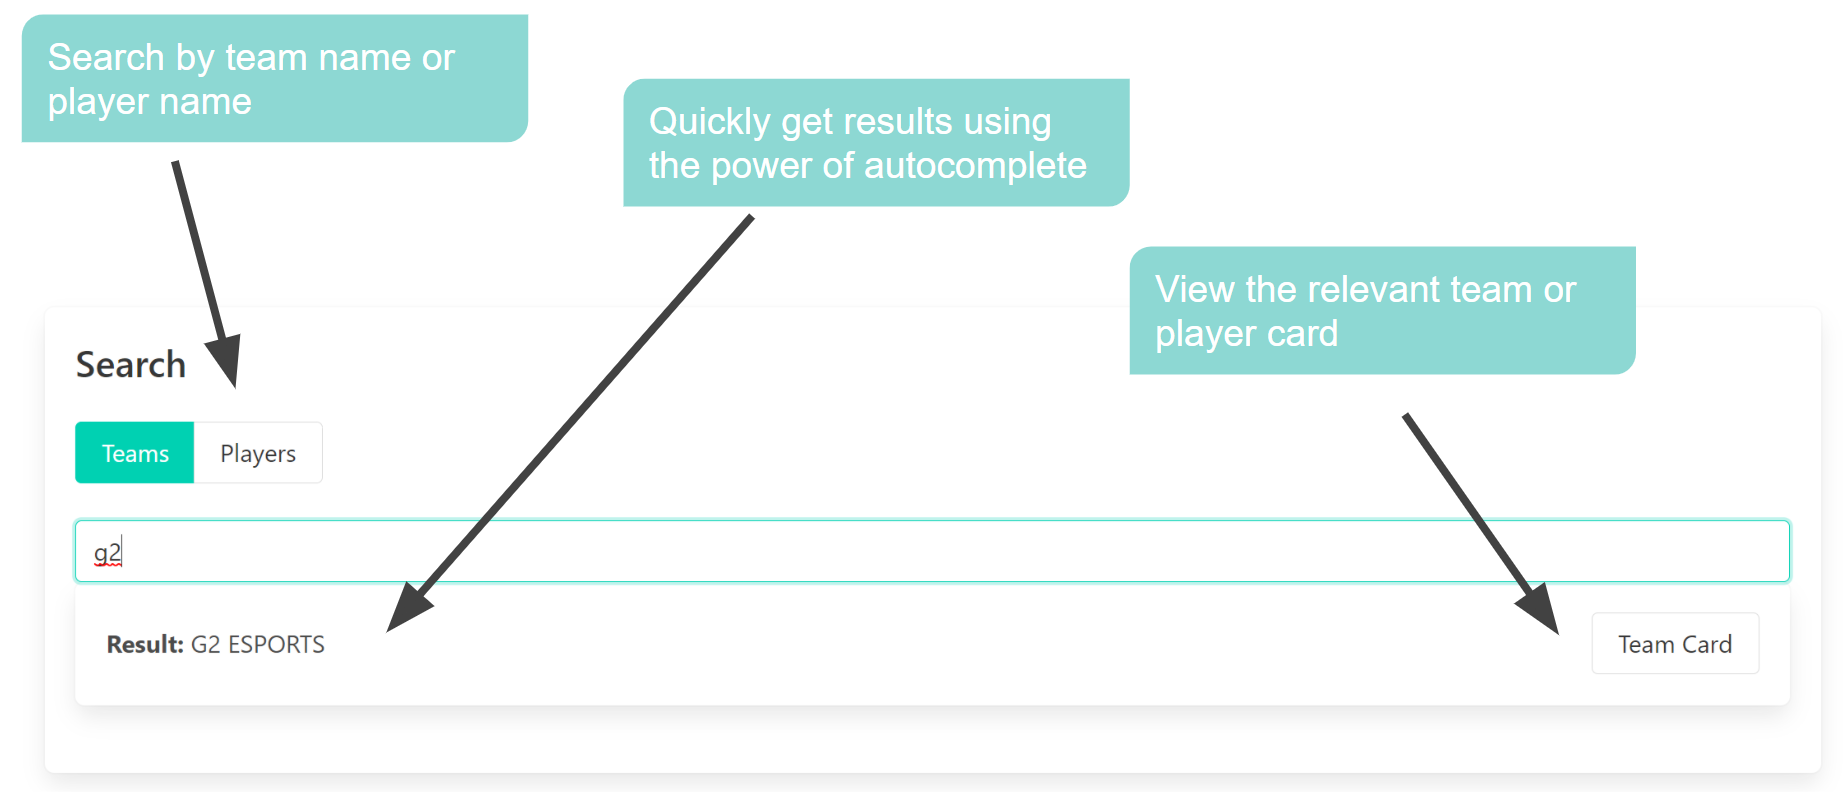 Search by team name or
player name
Quickly get results using
the power of autocomplete
View the relevant team or
player card
Search
Teams Players
g2
Result: G2 ESPORTS Team Card